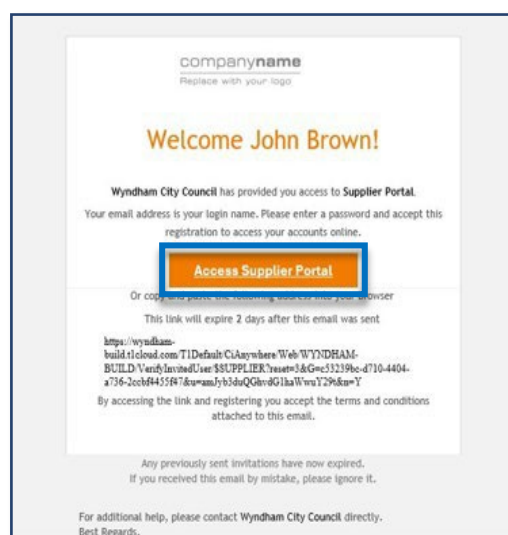 companyname
Replace with your logo
Welcome John Brown!
Wyndham City Council has provided you access to Supplier Portal.
Your email address is your login name. Please enter a password and accept this
registration to access your accounts online.
Access Supplier Portal
Or copy and paste the following address into your browser
This link will expire 2 days after this email was sent
https://wyndham-
build.t1cloud.com/T1Default/CiAnywhere/Web/WYNDHAM-
BUILD/VerifyInvitedUser/$SUPPLIER?reset=3&G=c53239bc-d710-4404-
a736-2ccbf4455f47&u=amJyb3duQGhvdG1haWwuY29t&n=Y
By accessing the link and registering you accept the terms and conditions
attached to this email.
Any previously sent invitations have now expired.
If you received this email by mistake, please ignore it.
For additional help, please contact Wyndham City Council directly.
Best Regards,